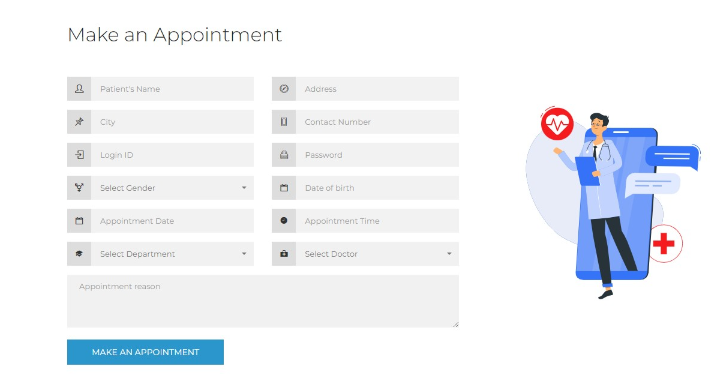 Make an Appointment
Patient's Name
Address
City
Contact Number
Login ID
Password
Select Gender
Date of birth
Appointment Date
Appointment Time
Select Department
Select Doctor
Appointment reason
MAKE AN APPOINTMENT